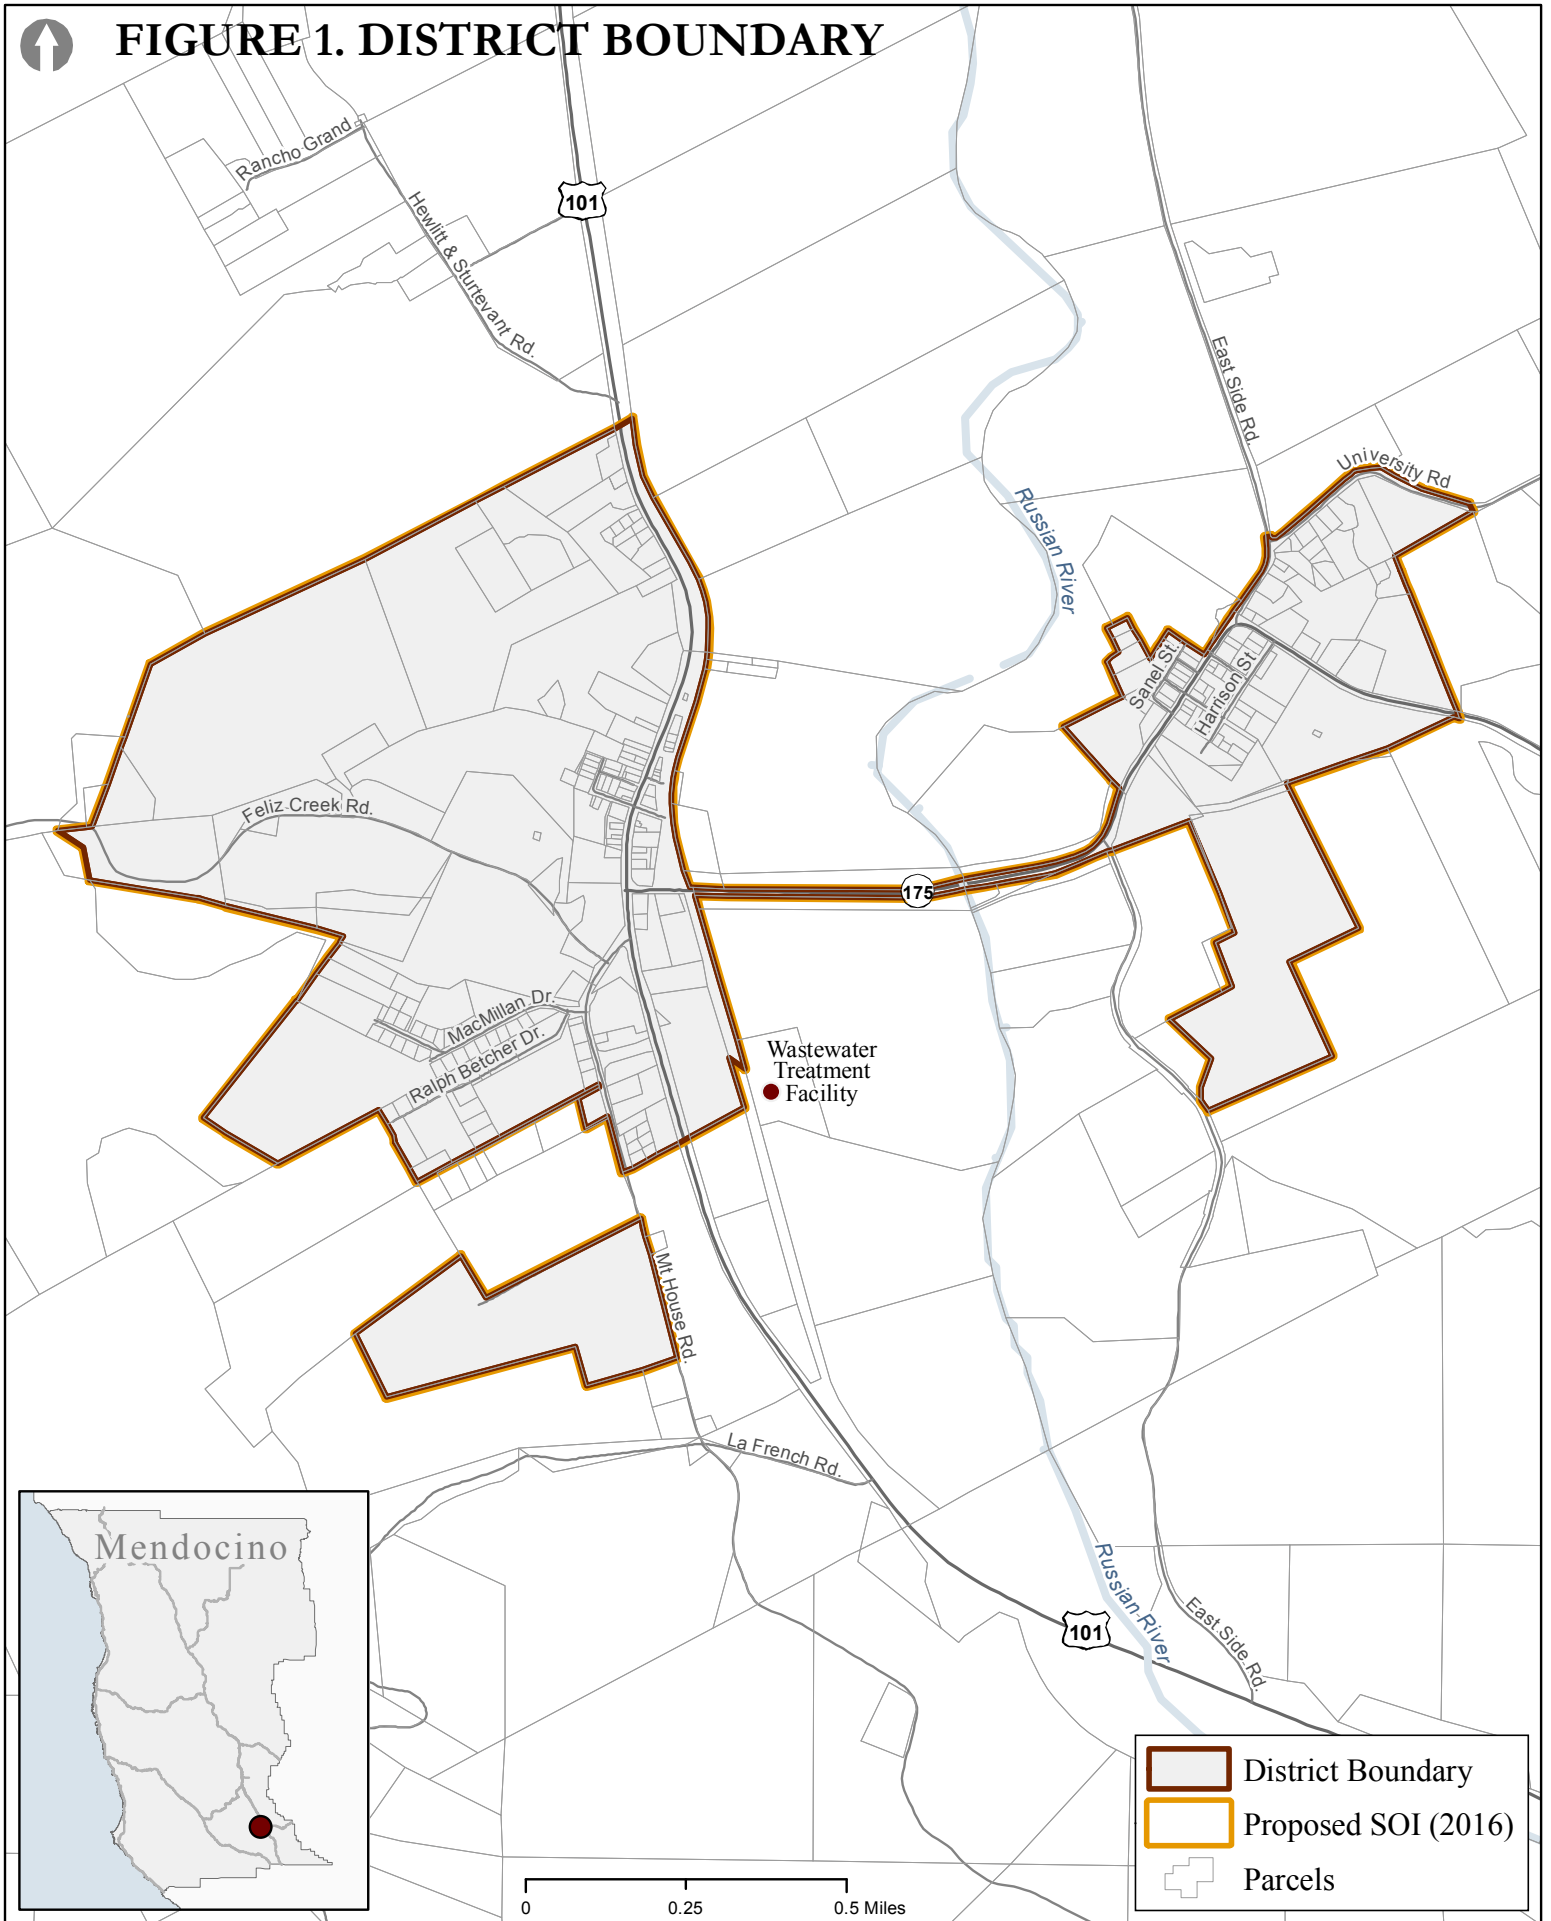 FIGURE 1. DISTRICT BOUNDARY
Rancho Grand
101
Hewlitt & Sturtevant Rd.
East Side Rd.
University Rd
Russian River
Sanel St.
Harrison St
Feliz Creek Rd.
175
MacMillan Dr.
Ralph Betcher Dr.
Wastewater
Treatment
Facility
Mt House Rd.
La French Rd.
Mendocino
Russian River
101
East Side Rd.
District Boundary
Proposed SOI (2016)
Parcels
0 0.25 0.5 Miles